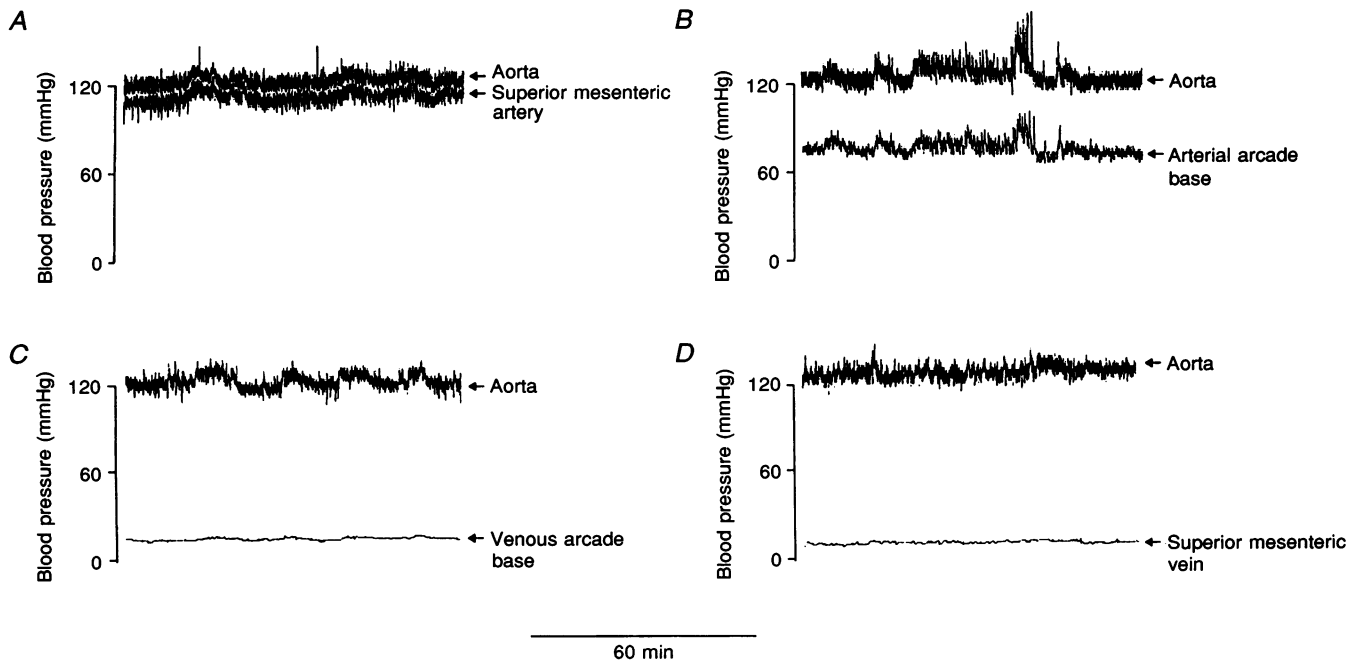 A
Blood pressure (mmHg)
120
60
0
Aorta
Superior mesenteric
artery
B
Blood pressure (mmHg)
120
60
0
Aorta
Arterial arcade
base
C
Blood pressure (mmHg)
120
60
0
Aorta
Venous arcade
base
D
Blood pressure (mmHg)
120
60
0
Aorta
Superior mesenteric
vein
60 min